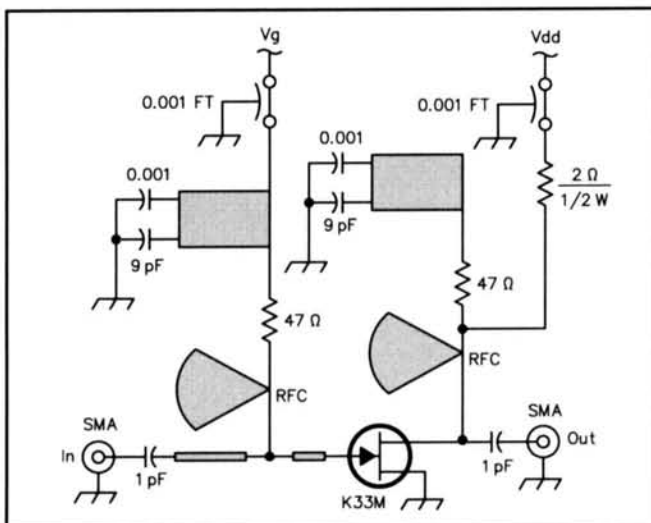 Vg
Vdd
0.001 FT
0.001 FT
0.001
0.001
2 Ω
1/2 W
9 pF
9 pF
47 Ω
47 Ω
RFC
RFC
SMA
SMA
In
Out
1 pF
1 pF
K33M